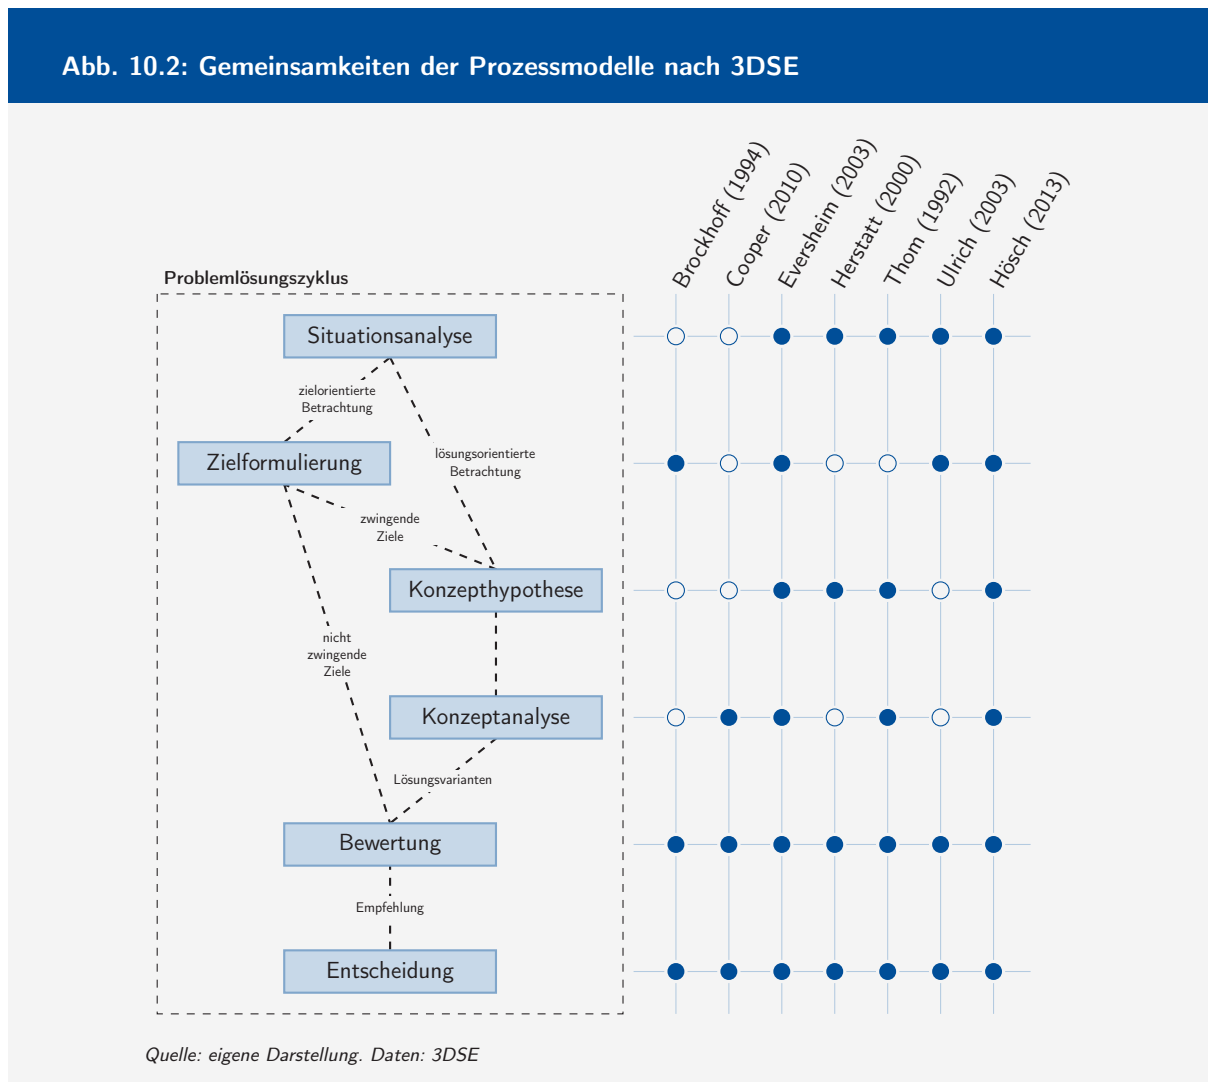 Abb. 10.2: Gemeinsamkeiten der Prozessmodelle nach 3DSE
Brockhoff (1994)
Cooper (2010)
Eversheim (2003)
Herstatt (2000)
Thom (1992)
Ulrich (2003)
Hösch (2013)
Problemlösungszyklus
Situationsanalyse
zielorientierte
Betrachtung
Zielformulierung
lösungsorientierte
Betrachtung
zwingende
Ziele
Konzepthypothese
nicht
zwingende
Ziele
Konzeptanalyse
Lösungsvarianten
Bewertung
Empfehlung
Entscheidung
Quelle: eigene Darstellung. Daten: 3DSE